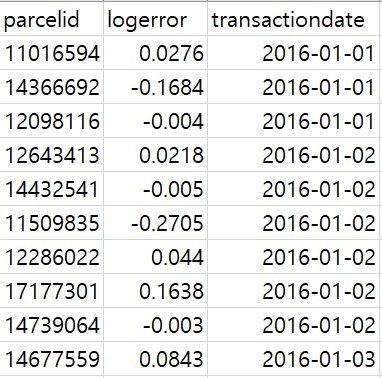 parcelid logerror transactiondate
11016594 0.0276 2016-01-01
14366692 -0.1684 2016-01-01
12098116 -0.004 2016-01-01
12643413 0.0218 2016-01-02
14432541 -0.005 2016-01-02
11509835 -0.2705 2016-01-02
12286022 0.044 2016-01-02
17177301 0.1638 2016-01-02
14739064 -0.003 2016-01-02
14677559 0.0843 2016-01-03